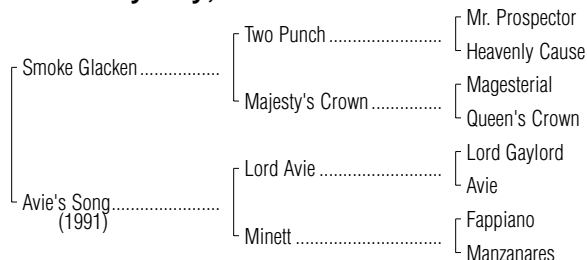 Mr. Prospector
Two Punch
Heavenly Cause
Smoke Glacken
Magesterial
Majesty's Crown
Queen's Crown
Lord Gaylord
Lord Avie
Avie
Avie's Song
(1991)
Fappiano
Minett
Manzanares